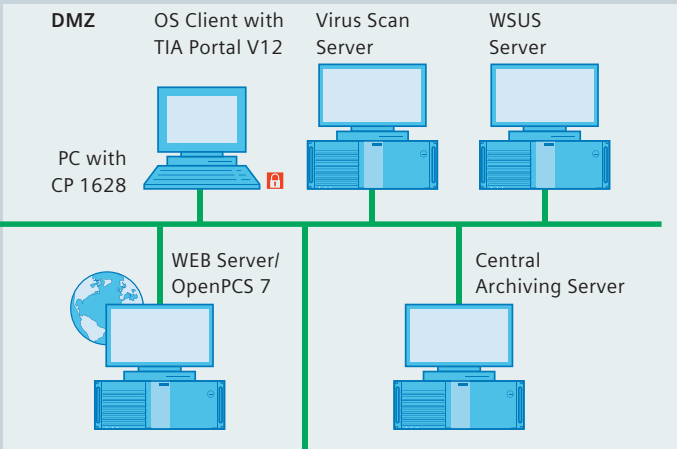 DMZ
OS Client with
TIA Portal V12
Virus Scan
Server
WSUS
Server
PC with
CP 1628
WEB Server/
OpenPCS 7
Central
Archiving Server